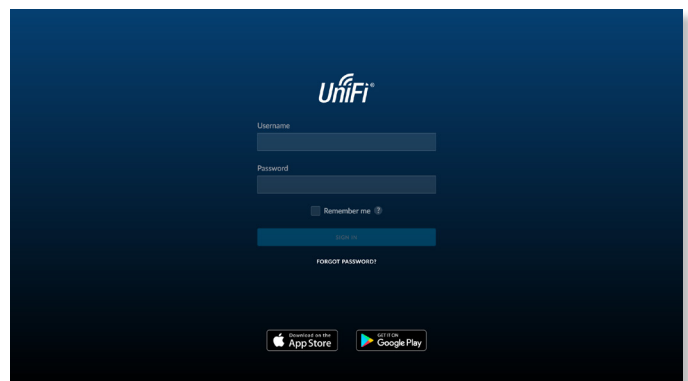 UniFi®
Username
Password
Remember me ?
SIGN IN
FORGOT PASSWORD?
Download on the
App Store
GET IT ON
Google Play